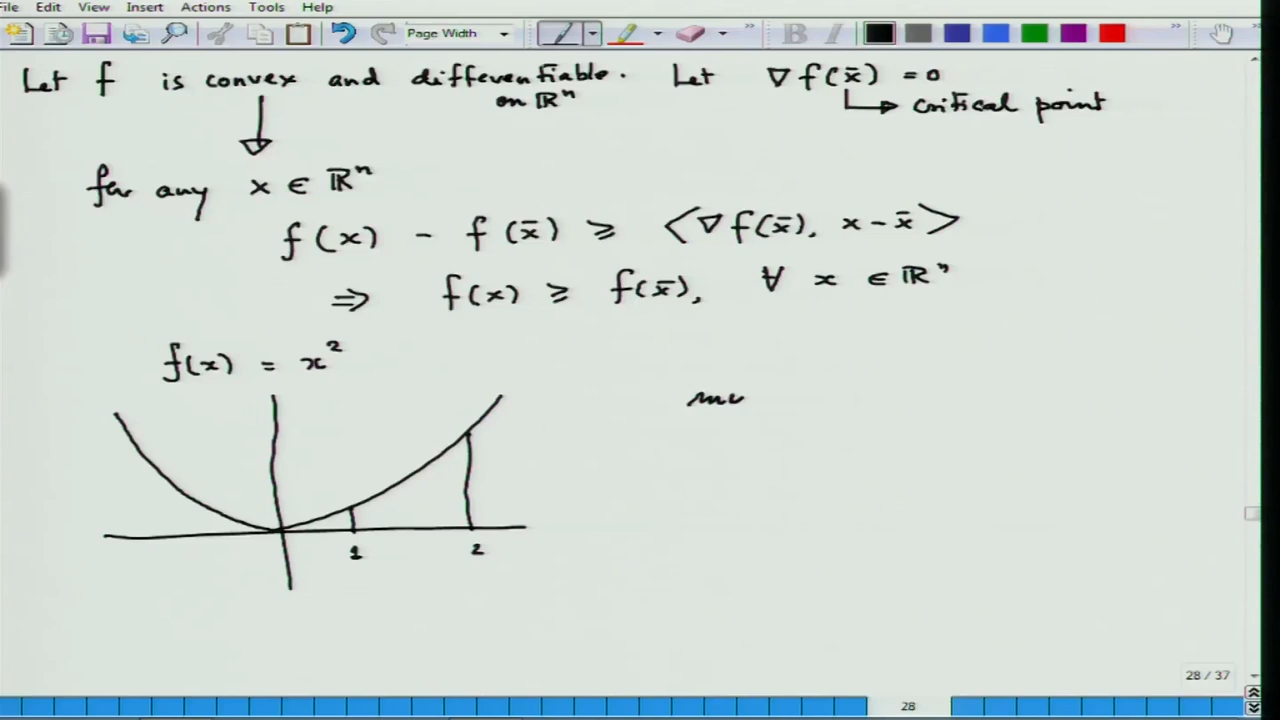 File Edit View Insert Actions Tools Help
Page Width
Let f is convex and differentiable. Let ∇f(x̄) = 0
on ℝⁿ
critical point
for any x ∈ ℝⁿ
f(x) - f(x̄) ≥ ⟨∇f(x̄), x - x̄⟩
⇒ f(x) ≥ f(x̄), ∀ x ∈ ℝⁿ
f(x) = x²
1 2
28 / 37
28